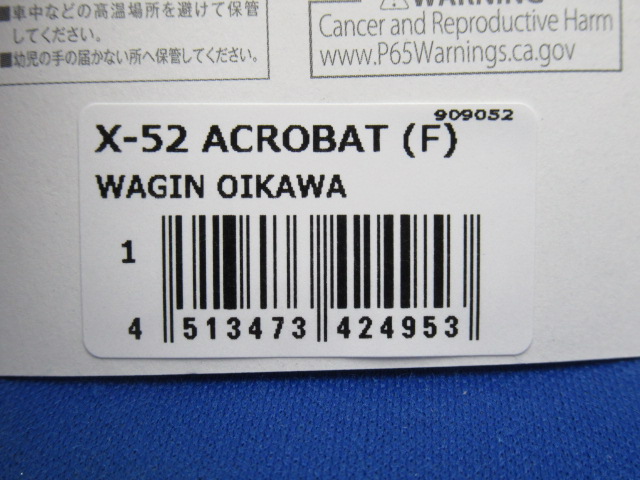 ■車中などの高温場所を避けて保管
してください。
■幼児の手の届かない所へ保管してください。
WARNING
Cancer and Reproductive Harm
www.P65Warnings.ca.gov
909052
X-52 ACROBAT (F)
WAGIN OIKAWA
1
4 513473 424953